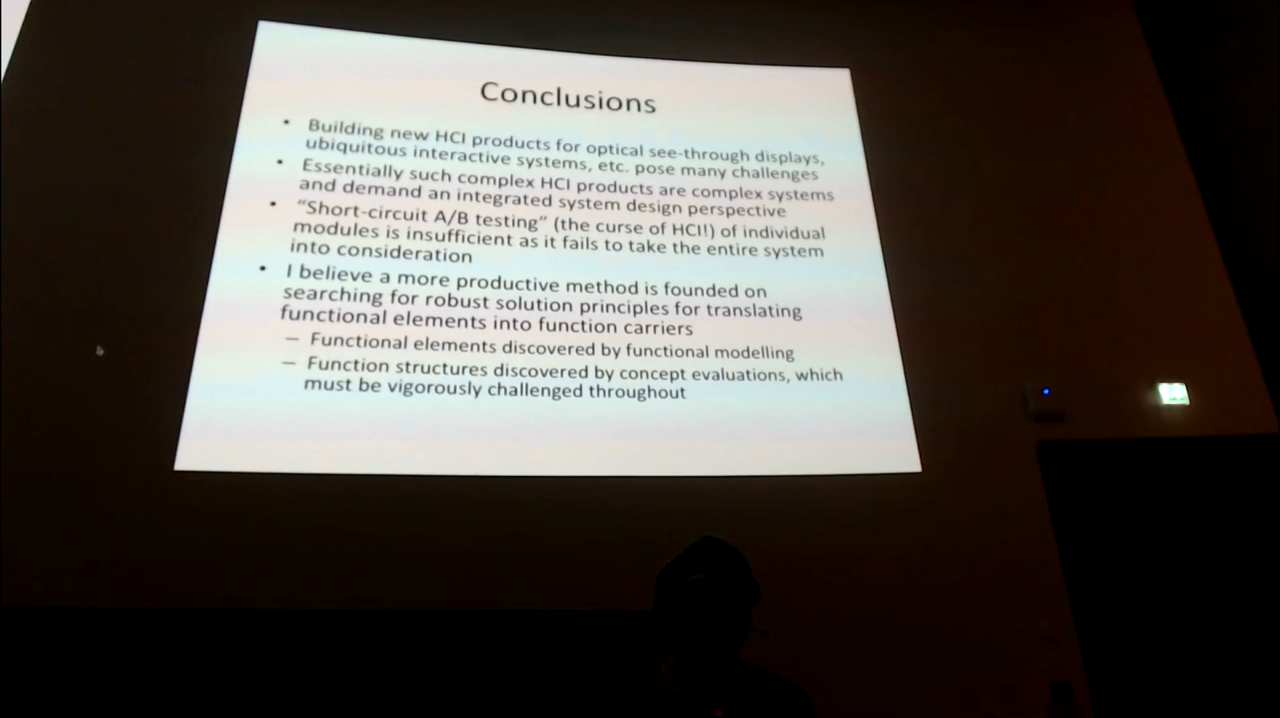 Conclusions
• Building new HCI products for optical see-through displays,
ubiquitous interactive systems, etc. pose many challenges
• Essentially such complex HCI products are complex systems
and demand an integrated system design perspective
• “Short-circuit A/B testing” (the curse of HCI!) of individual
modules is insufficient as it fails to take the entire system
into consideration
• I believe a more productive method is founded on
searching for robust solution principles for translating
functional elements into function carriers
– Functional elements discovered by functional modelling
– Function structures discovered by concept evaluations, which
must be vigorously challenged throughout